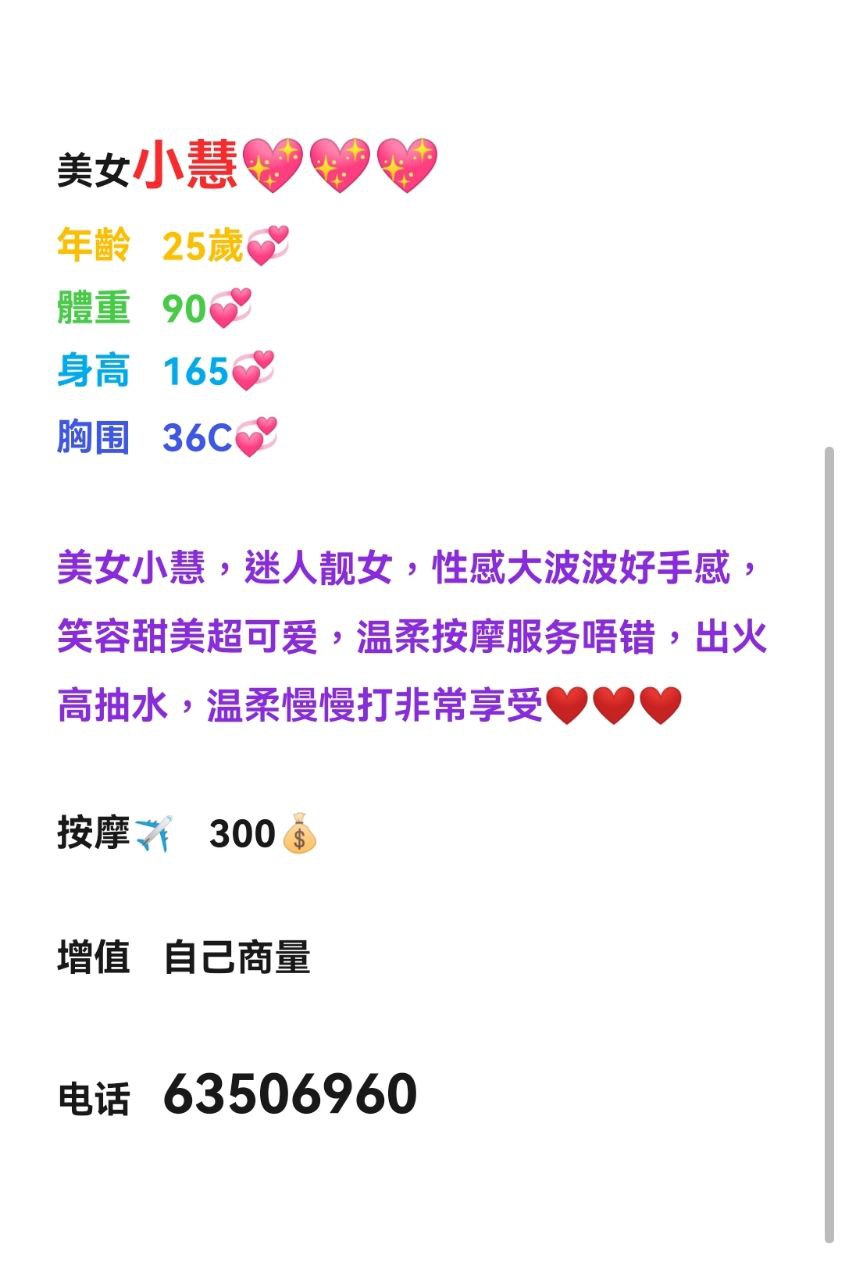 美女小慧💖💖💖
年齡 25歲💞
體重 90💞
身高 165💞
胸围 36C💞
美女小慧，迷人靓女，性感大波波好手感，
笑容甜美超可爱，温柔按摩服务唔错，出火
高抽水，温柔慢慢打非常享受❤️❤️❤️
按摩✈️ 300💰
增值 自己商量
电话 63506960